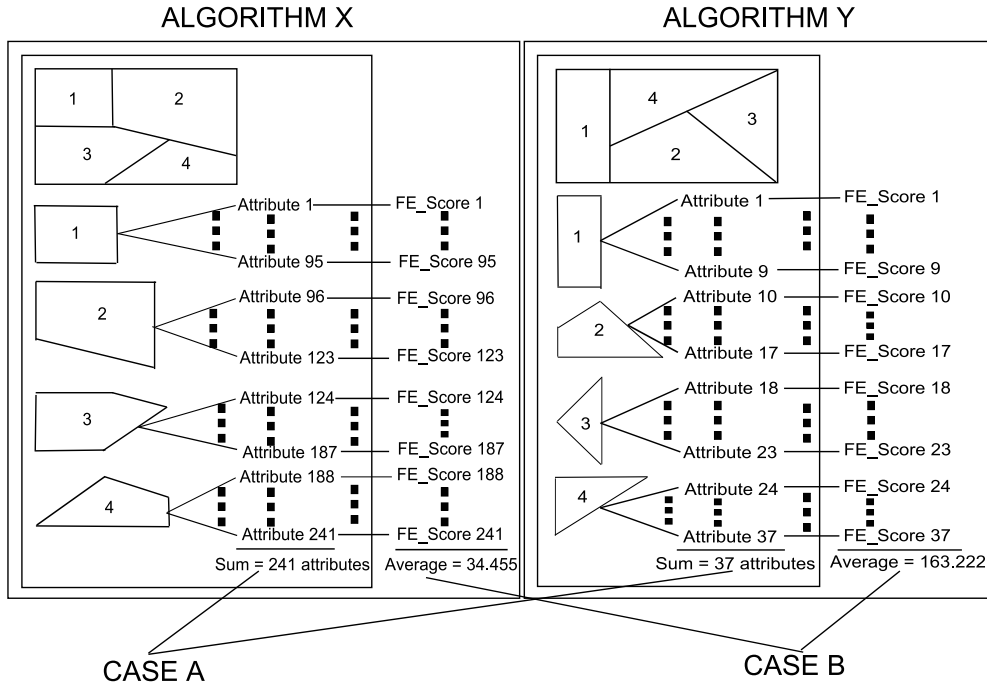 ALGORITHM X
1
2
3
4
1
Attribute 1
FE_Score 1
Attribute 95
FE_Score 95
2
Attribute 96
FE_Score 96
Attribute 123
FE_Score 123
3
Attribute 124
FE_Score 124
Attribute 187
FE_Score 187
4
Attribute 188
FE_Score 188
Attribute 241
FE_Score 241
Sum = 241 attributes
Average = 34.455
ALGORITHM Y
1
4
3
2
1
Attribute 1
FE_Score 1
Attribute 9
FE_Score 9
2
Attribute 10
FE_Score 10
Attribute 17
FE_Score 17
3
Attribute 18
FE_Score 18
Attribute 23
FE_Score 23
4
Attribute 24
FE_Score 24
Attribute 37
FE_Score 37
Sum = 37 attributes
Average = 163.222
CASE A
CASE B